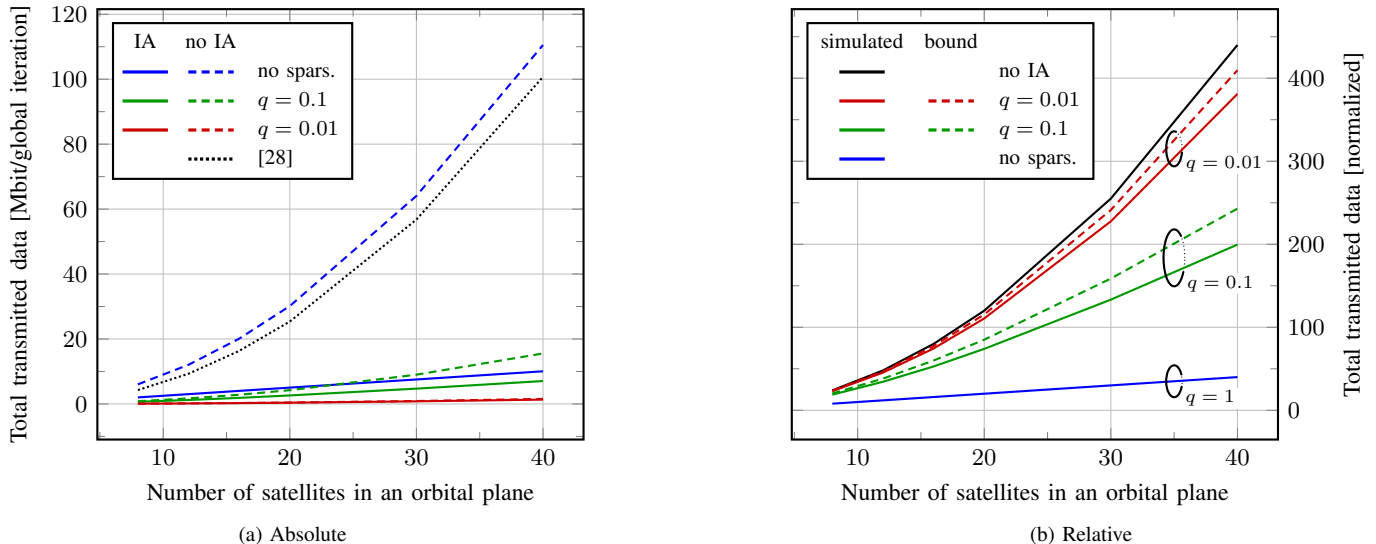 Total transmitted data [Mbit/global iteration]
120
100
80
60
40
20
0
IA no IA
no spars.
q = 0.1
q = 0.01
[28]
10 20 30 40
Number of satellites in an orbital plane
(a) Absolute
simulated bound
no IA
q = 0.01
q = 0.1
no spars.
q = 0.01
q = 0.1
q = 1
400
300
200
100
0
Total transmitted data [normalized]
10 20 30 40
Number of satellites in an orbital plane
(b) Relative